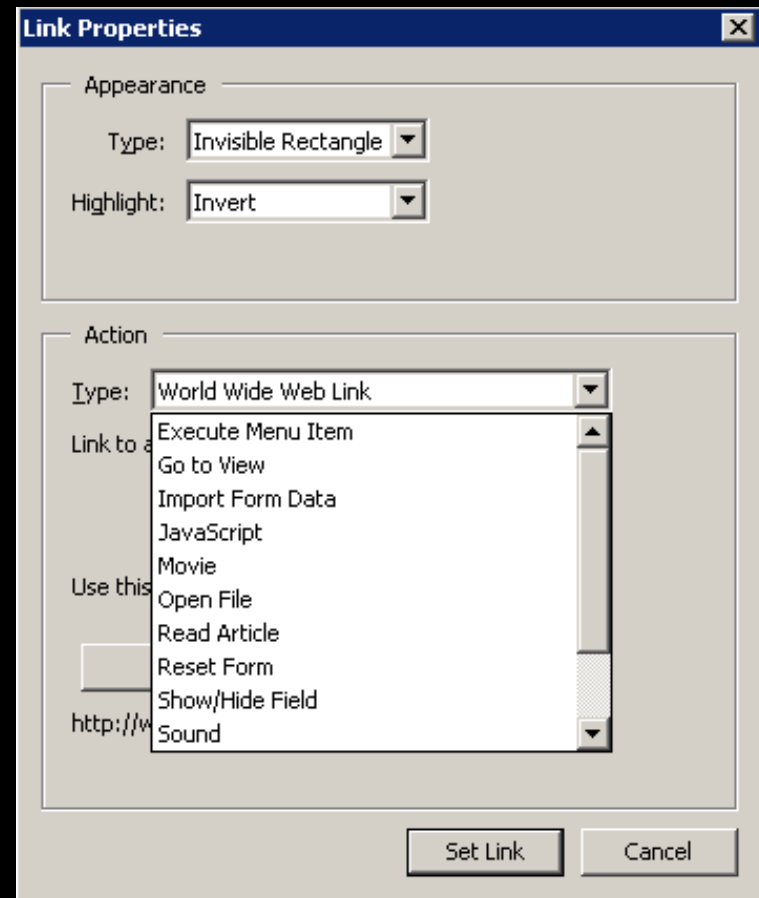 Link Properties
Appearance
Type: Invisible Rectangle
Highlight: Invert
Action
Type: World Wide Web Link
Execute Menu Item
Link to
Go to View
Import Form Data
JavaScript
Movie
Use this
Open File
Read Article
Reset Form
Show/Hide Field
http://w
Sound
Set Link Cancel